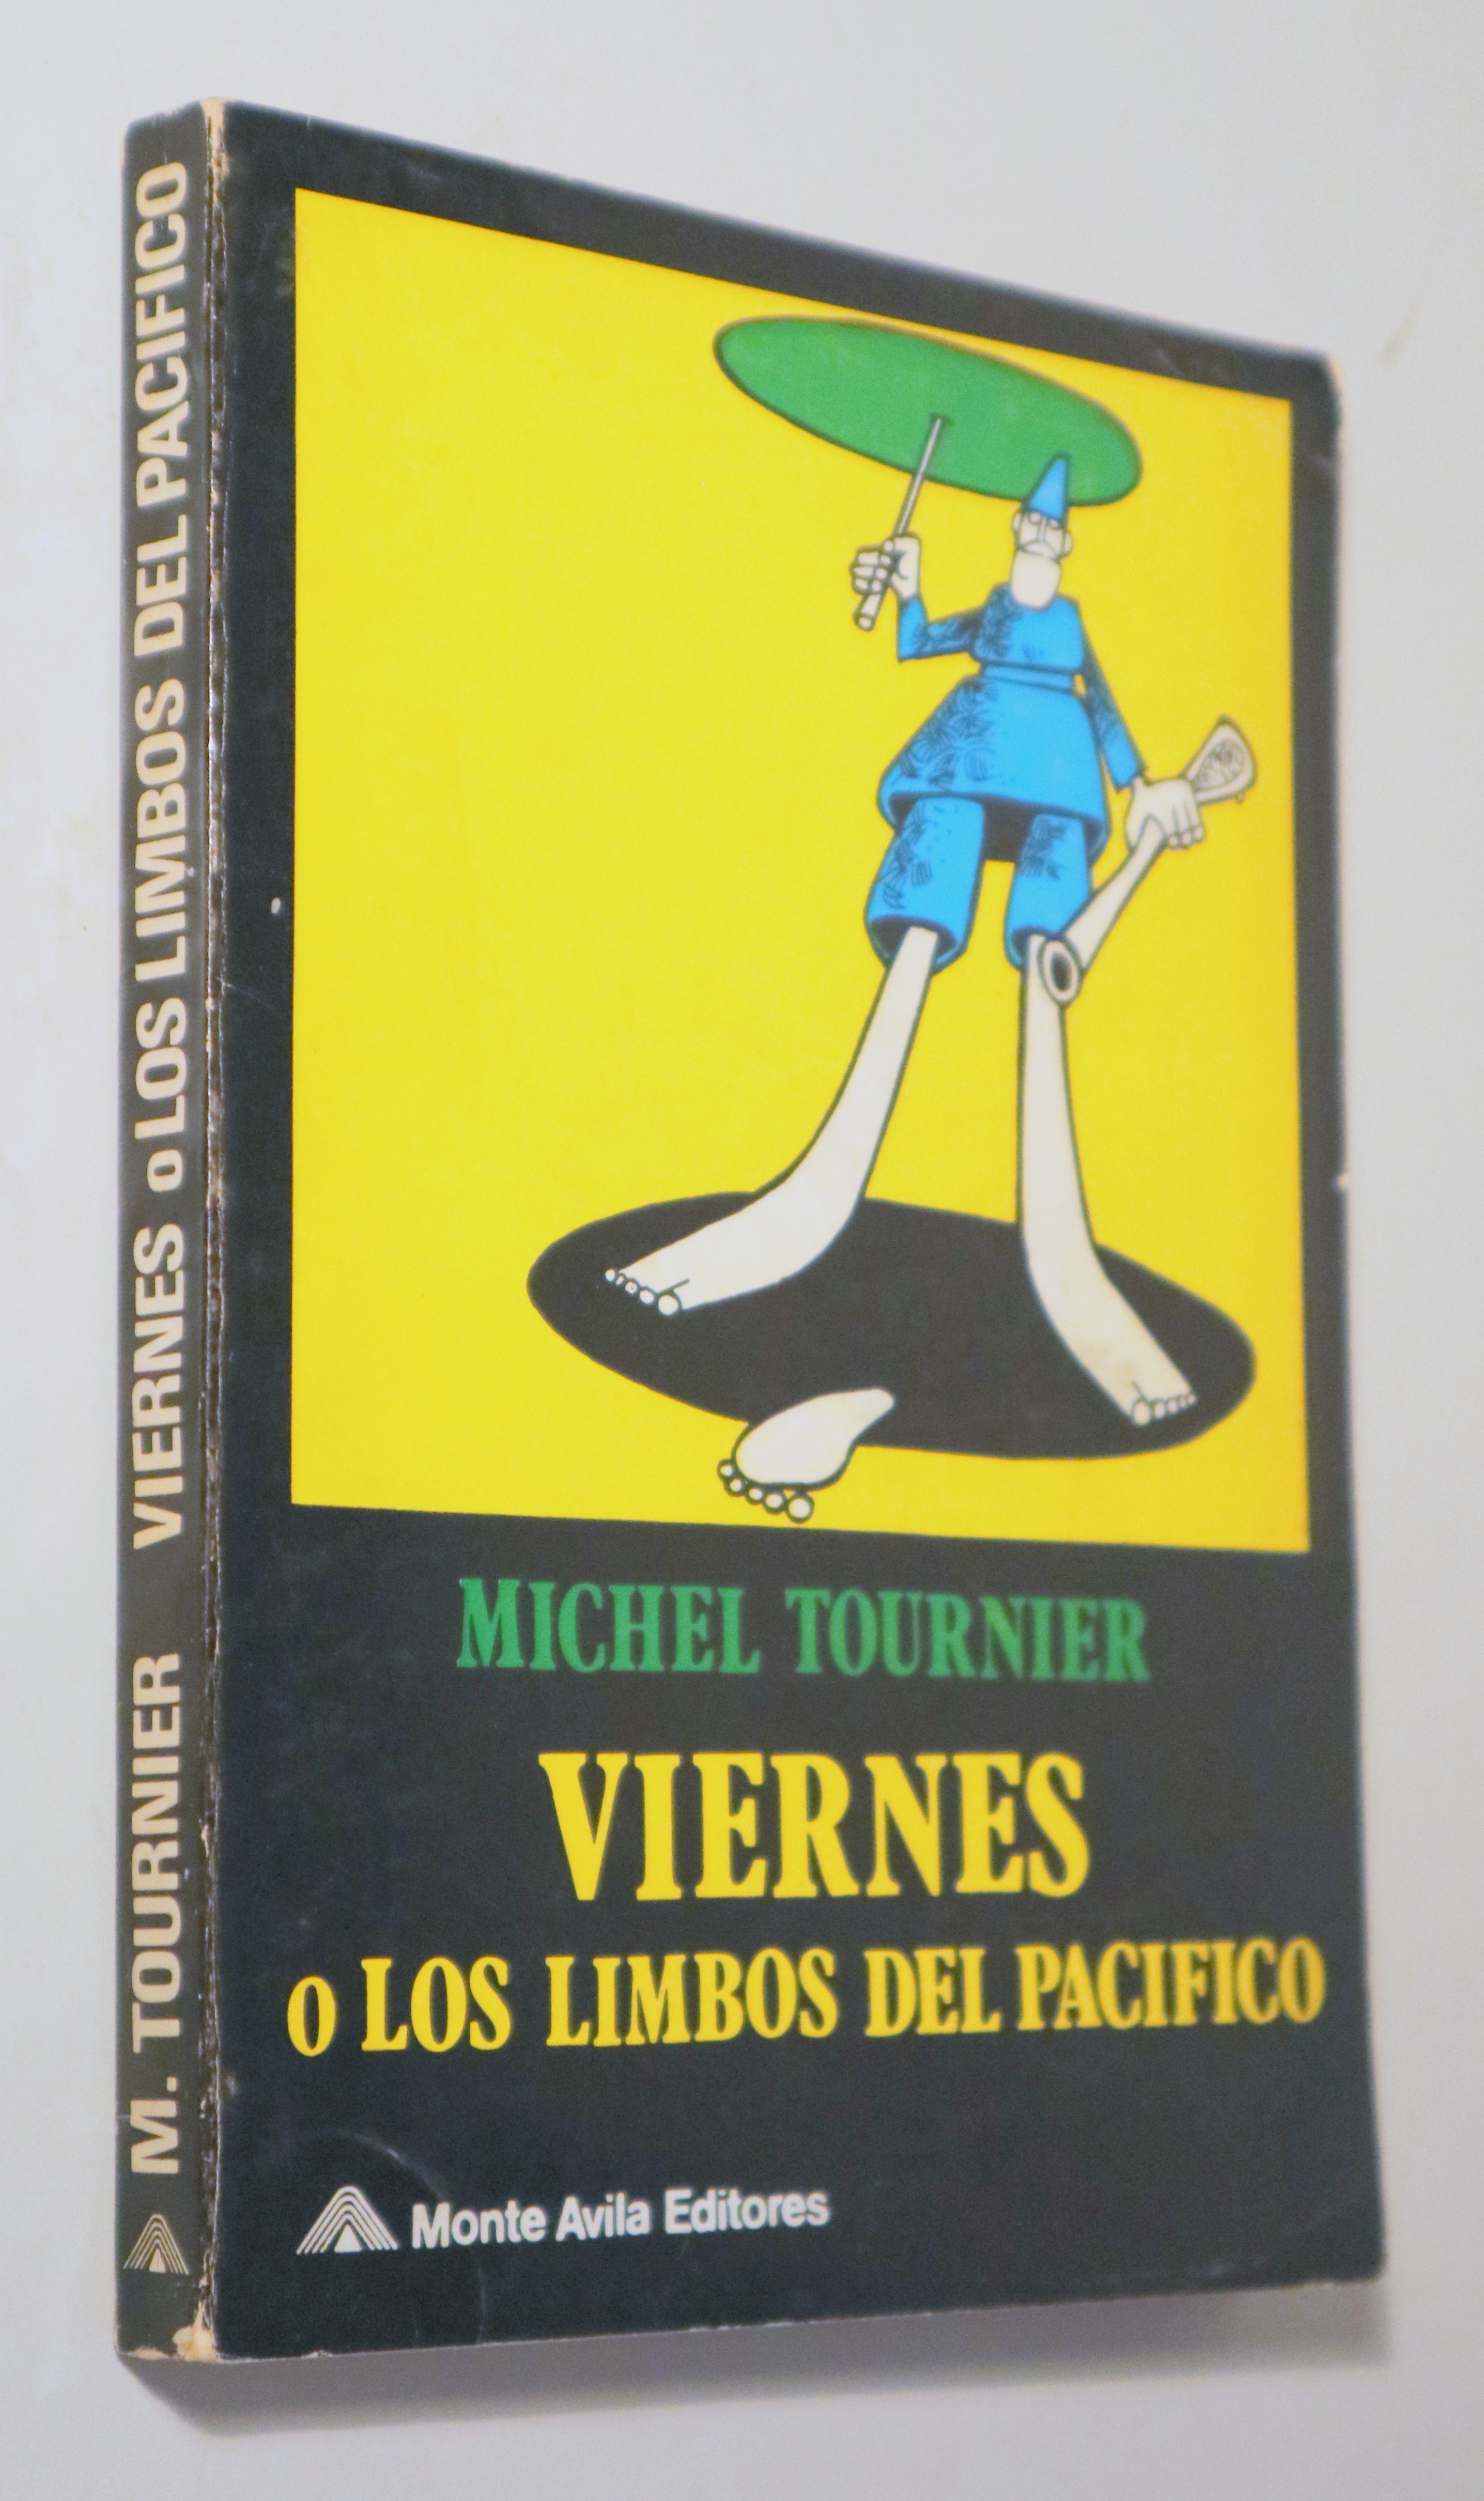 M. TOURNIER VIERNES o LOS LIMBOS DEL PACIFICO
MICHEL TOURNIER
VIERNES
O LOS LIMBOS DEL PACIFICO
Monte Avila Editores